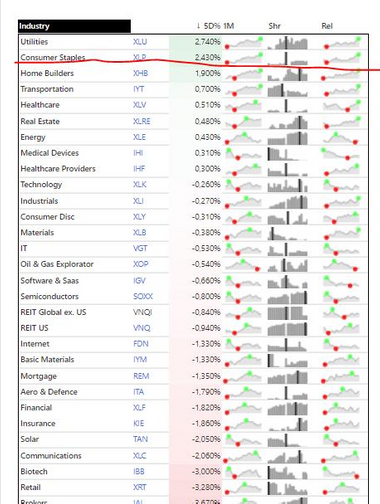 Industry ↓ 5D% 1M Shr Rel
Utilities XLU 2.740%
Consumer Staples XLP 2.430%
Home Builders XHB 1.900%
Transportation IYT 0.700%
Healthcare XLV 0.510%
Real Estate XLRE 0.480%
Energy XLE 0.430%
Medical Devices IHI 0.310%
Healthcare Providers IHF 0.300%
Technology XLK -0.260%
Industrials XLI -0.270%
Consumer Disc XLY -0.310%
Materials XLB -0.380%
IT VGT -0.530%
Oil & Gas Explorator XOP -0.540%
Software & Saas IGV -0.660%
Semiconductors SOXX -0.800%
REIT Global ex. US VNQI -0.840%
REIT US VNQ -0.940%
Internet FDN -1.330%
Basic Materials IYM -1.330%
Mortgage REM -1.350%
Aero & Defence ITA -1.790%
Financial XLF -1.820%
Insurance KIE -1.860%
Solar TAN -2.050%
Communications XLC -2.060%
Biotech IBB -3.000%
Retail XRT -3.280%
Brokers IAI -3.670%